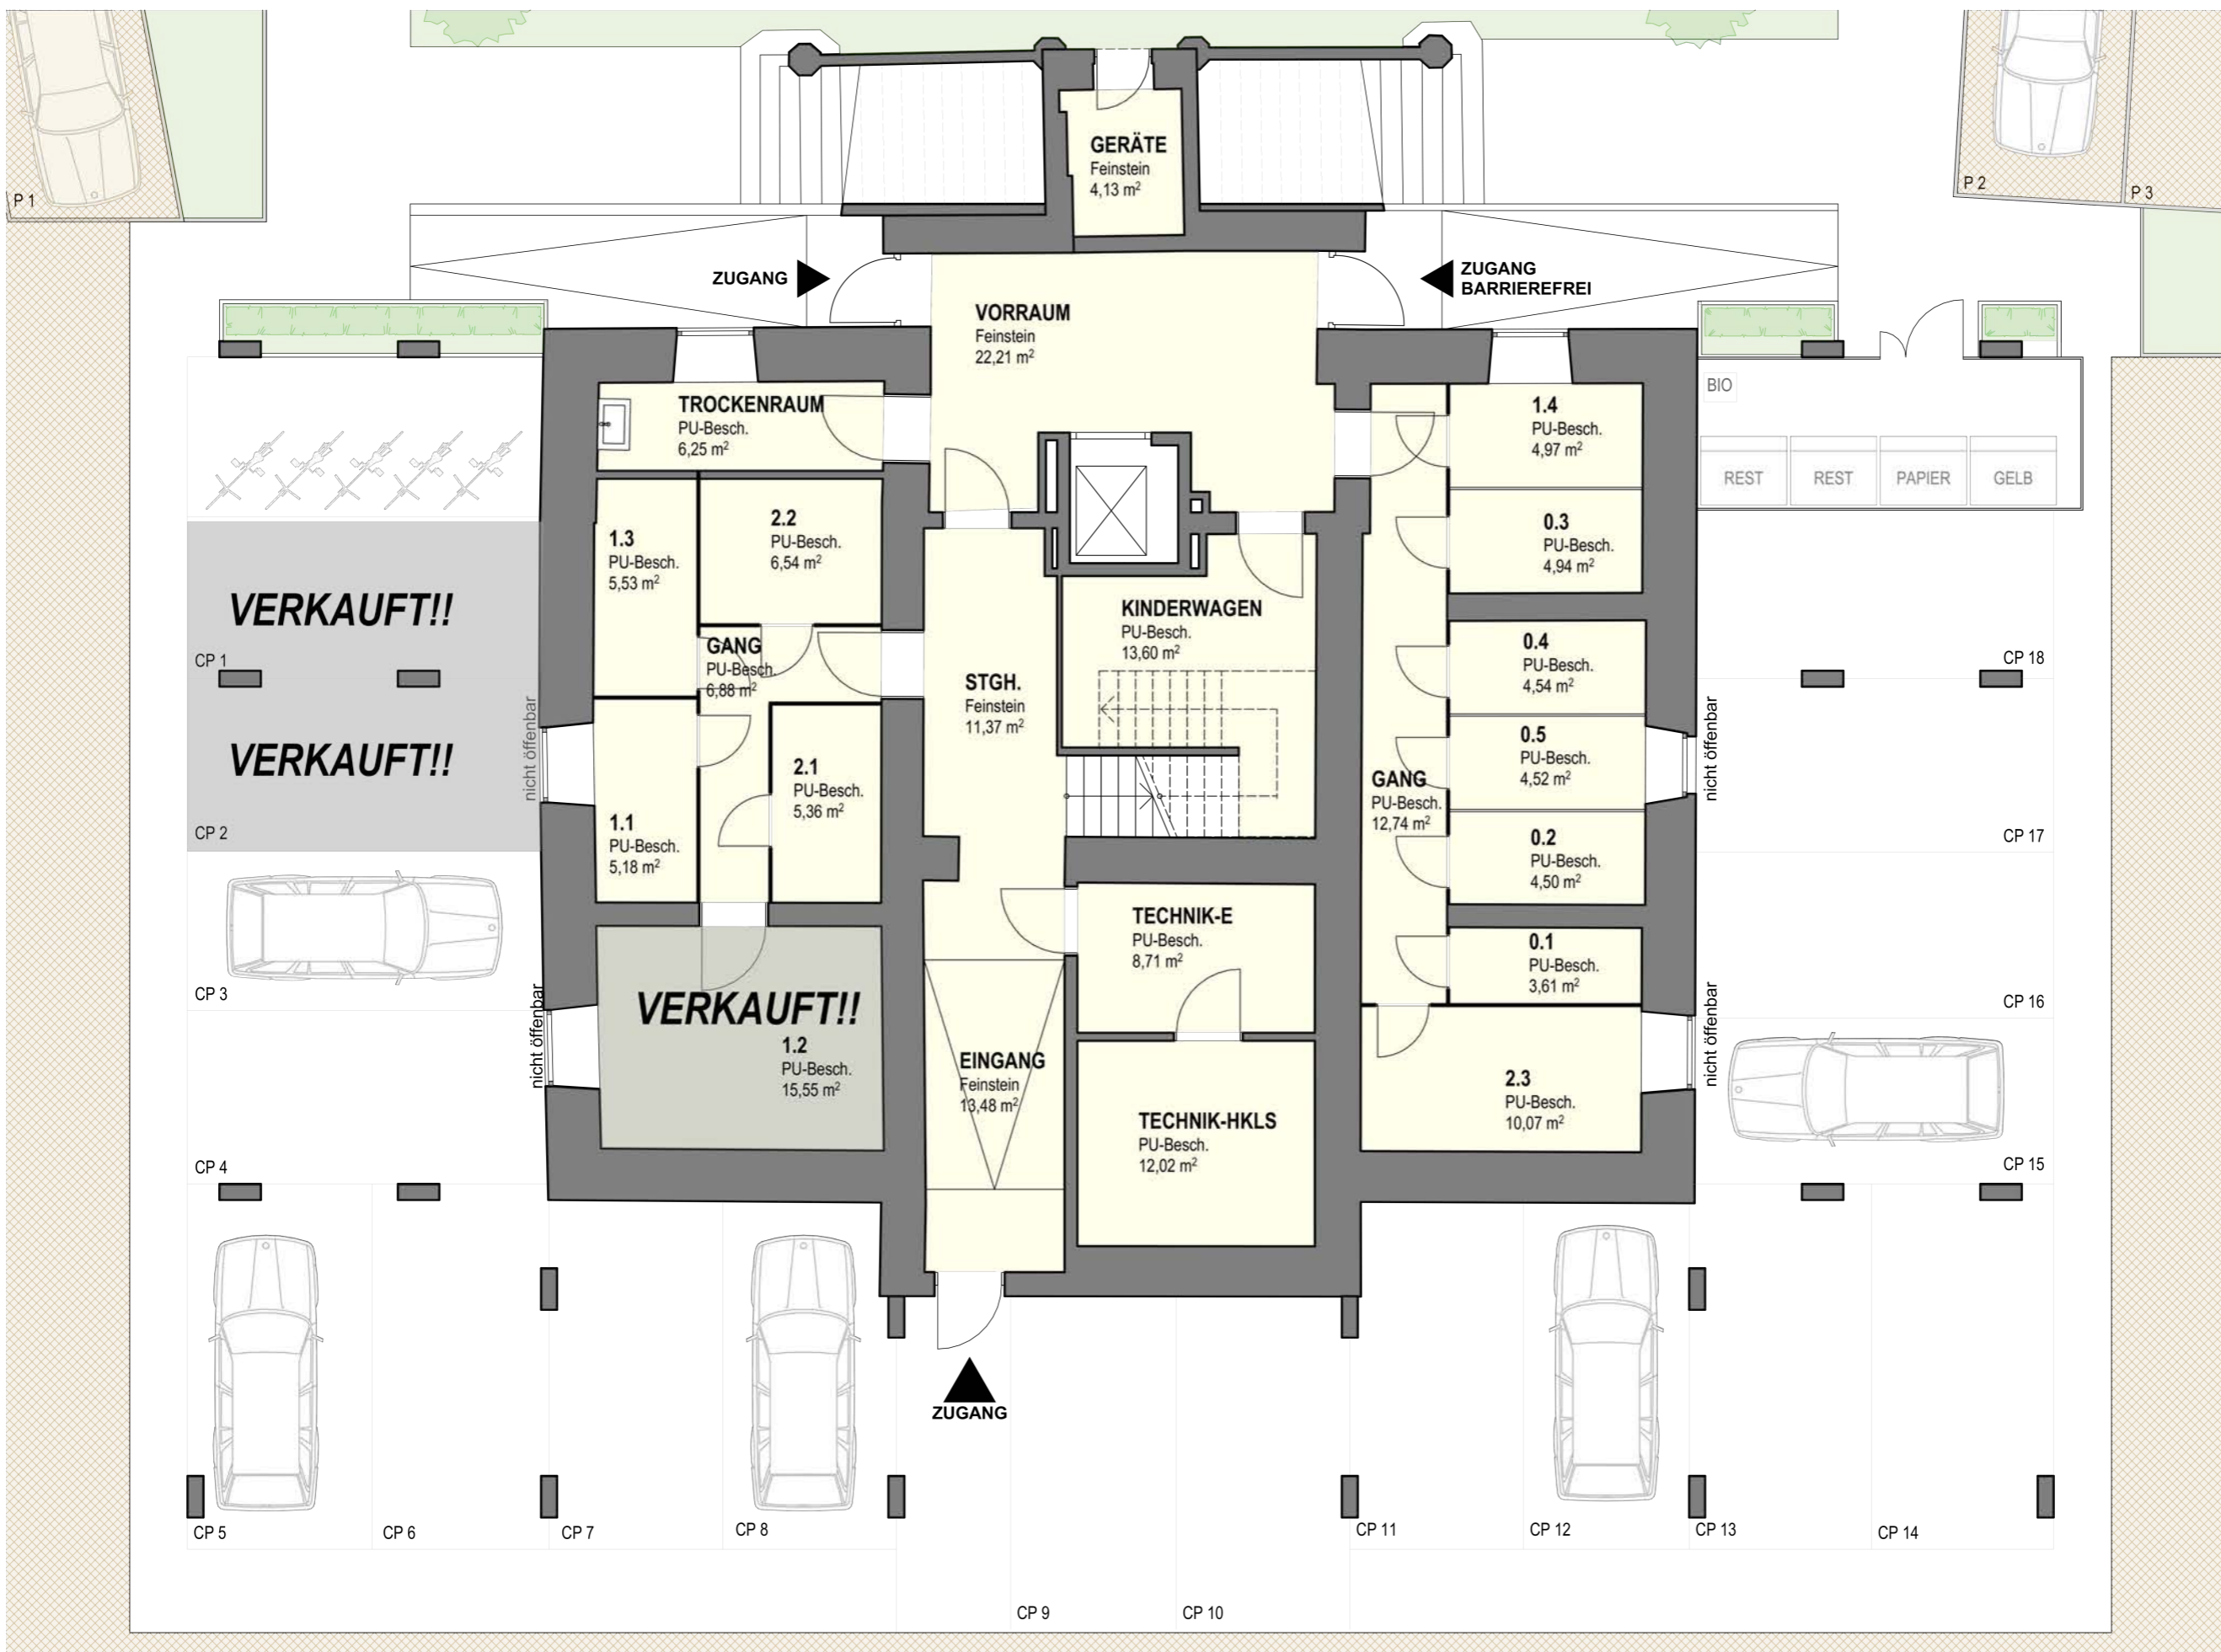 P 1
P 2
P 3
GERÄTE
Feinstein
4,13 m²
ZUGANG
ZUGANG
BARRIEREFREI
VORRAUM
Feinstein
22,21 m²
TROCKENRAUM
PU-Besch.
6,25 m²
1.4
PU-Besch.
4,97 m²
BIO
REST
REST
PAPIER
GELB
1.3
PU-Besch.
5,53 m²
2.2
PU-Besch.
6,54 m²
0.3
PU-Besch.
4,94 m²
VERKAUFT!!
CP 1
GANG
PU-Besch.
6,88 m²
KINDERWAGEN
PU-Besch.
13,60 m²
STGH.
Feinstein
11,37 m²
0.4
PU-Besch.
4,54 m²
CP 18
VERKAUFT!!
CP 2
nicht öffenbar
1.1
PU-Besch.
5,18 m²
2.1
PU-Besch.
5,36 m²
GANG
PU-Besch.
12,74 m²
0.5
PU-Besch.
4,52 m²
nicht öffenbar
0.2
PU-Besch.
4,50 m²
CP 17
CP 3
TECHNIK-E
PU-Besch.
8,71 m²
0.1
PU-Besch.
3,61 m²
CP 16
nicht öffenbar
VERKAUFT!!
1.2
PU-Besch.
15,55 m²
EINGANG
Feinstein
13,48 m²
TECHNIK-HKLS
PU-Besch.
12,02 m²
2.3
PU-Besch.
10,07 m²
nicht öffenbar
CP 4
CP 15
ZUGANG
CP 5
CP 6
CP 7
CP 8
CP 11
CP 12
CP 13
CP 14
CP 9
CP 10